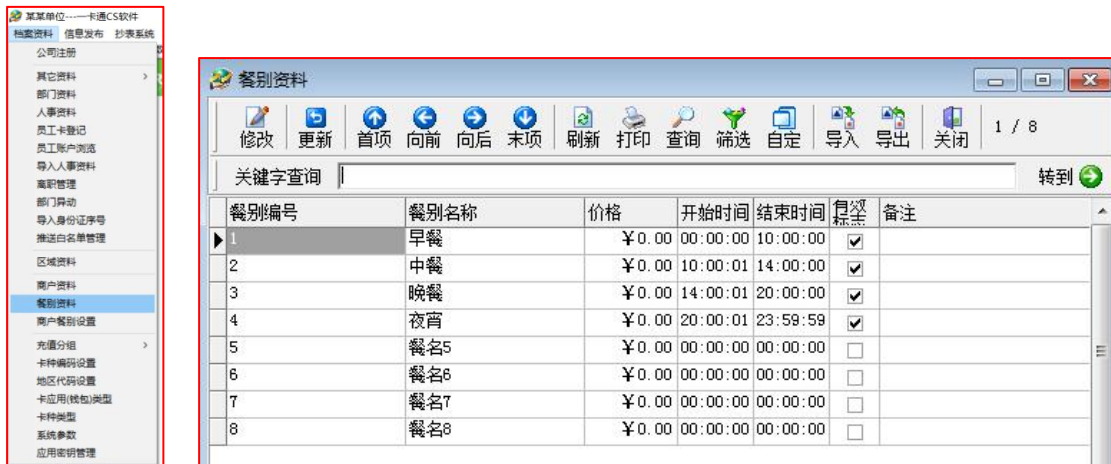 某某单位---一卡通CS软件
档案资料 信息发布 抄表系统
公司注册
其它资料
部门资料
人事资料
员工卡登记
员工账户浏览
导入人事资料
离职管理
部门异动
导入身份证序号
推送白名单管理
区域资料
商户资料
餐别资料
商户餐别设置
充值分组
卡种编码设置
地区代码设置
卡应用(钱包)类型
卡种类型
系统参数
应用密钥管理
餐别资料
修改 更新 首项 向前 向后 末项 刷新 打印 查询 筛选 自定 导入 导出 关闭 1 / 8
关键字查询 转到
餐别编号 餐别名称 价格 开始时间 结束时间 有效标志 备注
1 早餐 ¥0.00 00:00:00 10:00:00
2 中餐 ¥0.00 10:00:01 14:00:00
3 晚餐 ¥0.00 14:00:01 20:00:00
4 夜宵 ¥0.00 20:00:01 23:59:59
5 餐名5 ¥0.00 00:00:00 00:00:00
6 餐名6 ¥0.00 00:00:00 00:00:00
7 餐名7 ¥0.00 00:00:00 00:00:00
8 餐名8 ¥0.00 00:00:00 00:00:00